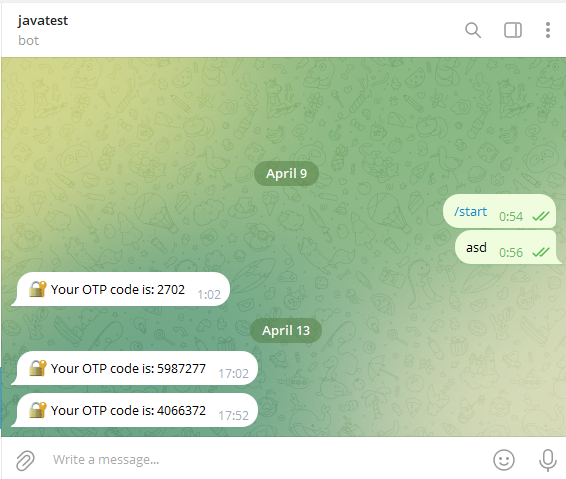 javatest
bot
April 9
/start 0:54
asd 0:56
🔐 Your OTP code is: 2702 1:02
April 13
🔐 Your OTP code is: 5987277 17:02
🔐 Your OTP code is: 4066372 17:52
Write a message...